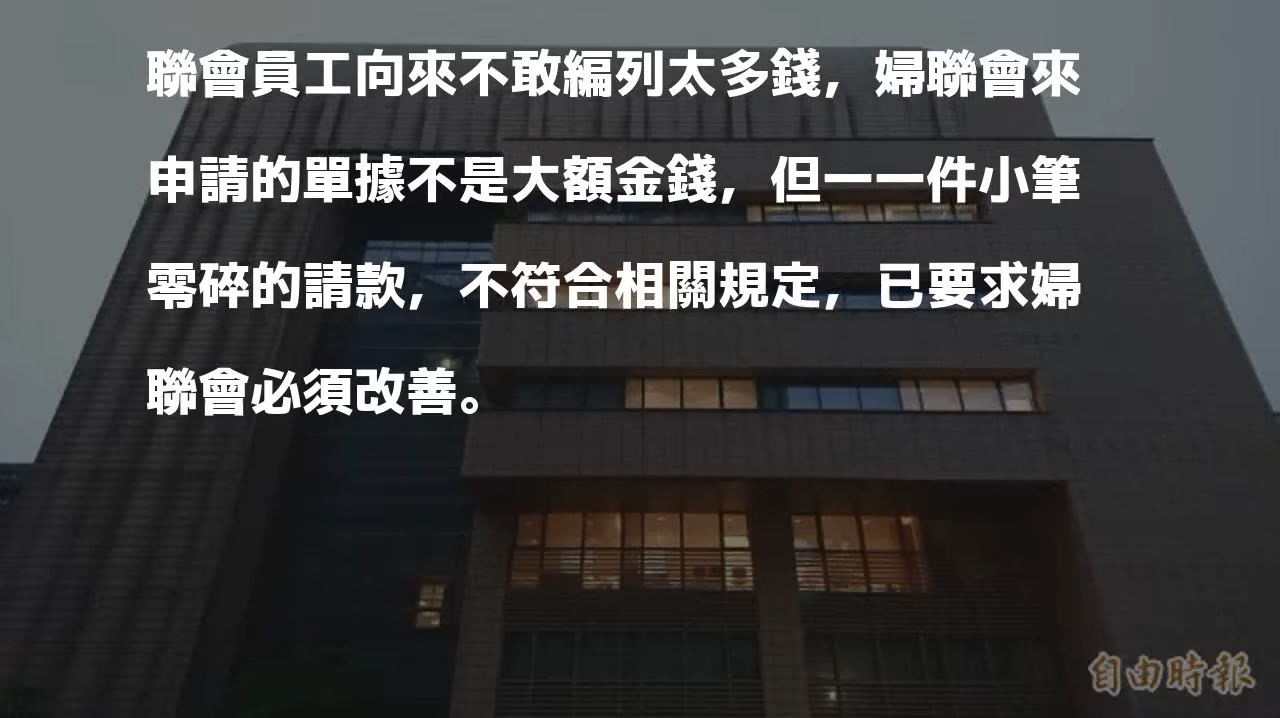 聯會員工向來不敢編列太多錢，婦聯會來
申請的單據不是大額金錢，但一一件小筆
零碎的請款，不符合相關規定，已要求婦
聯會必須改善。
自由時報